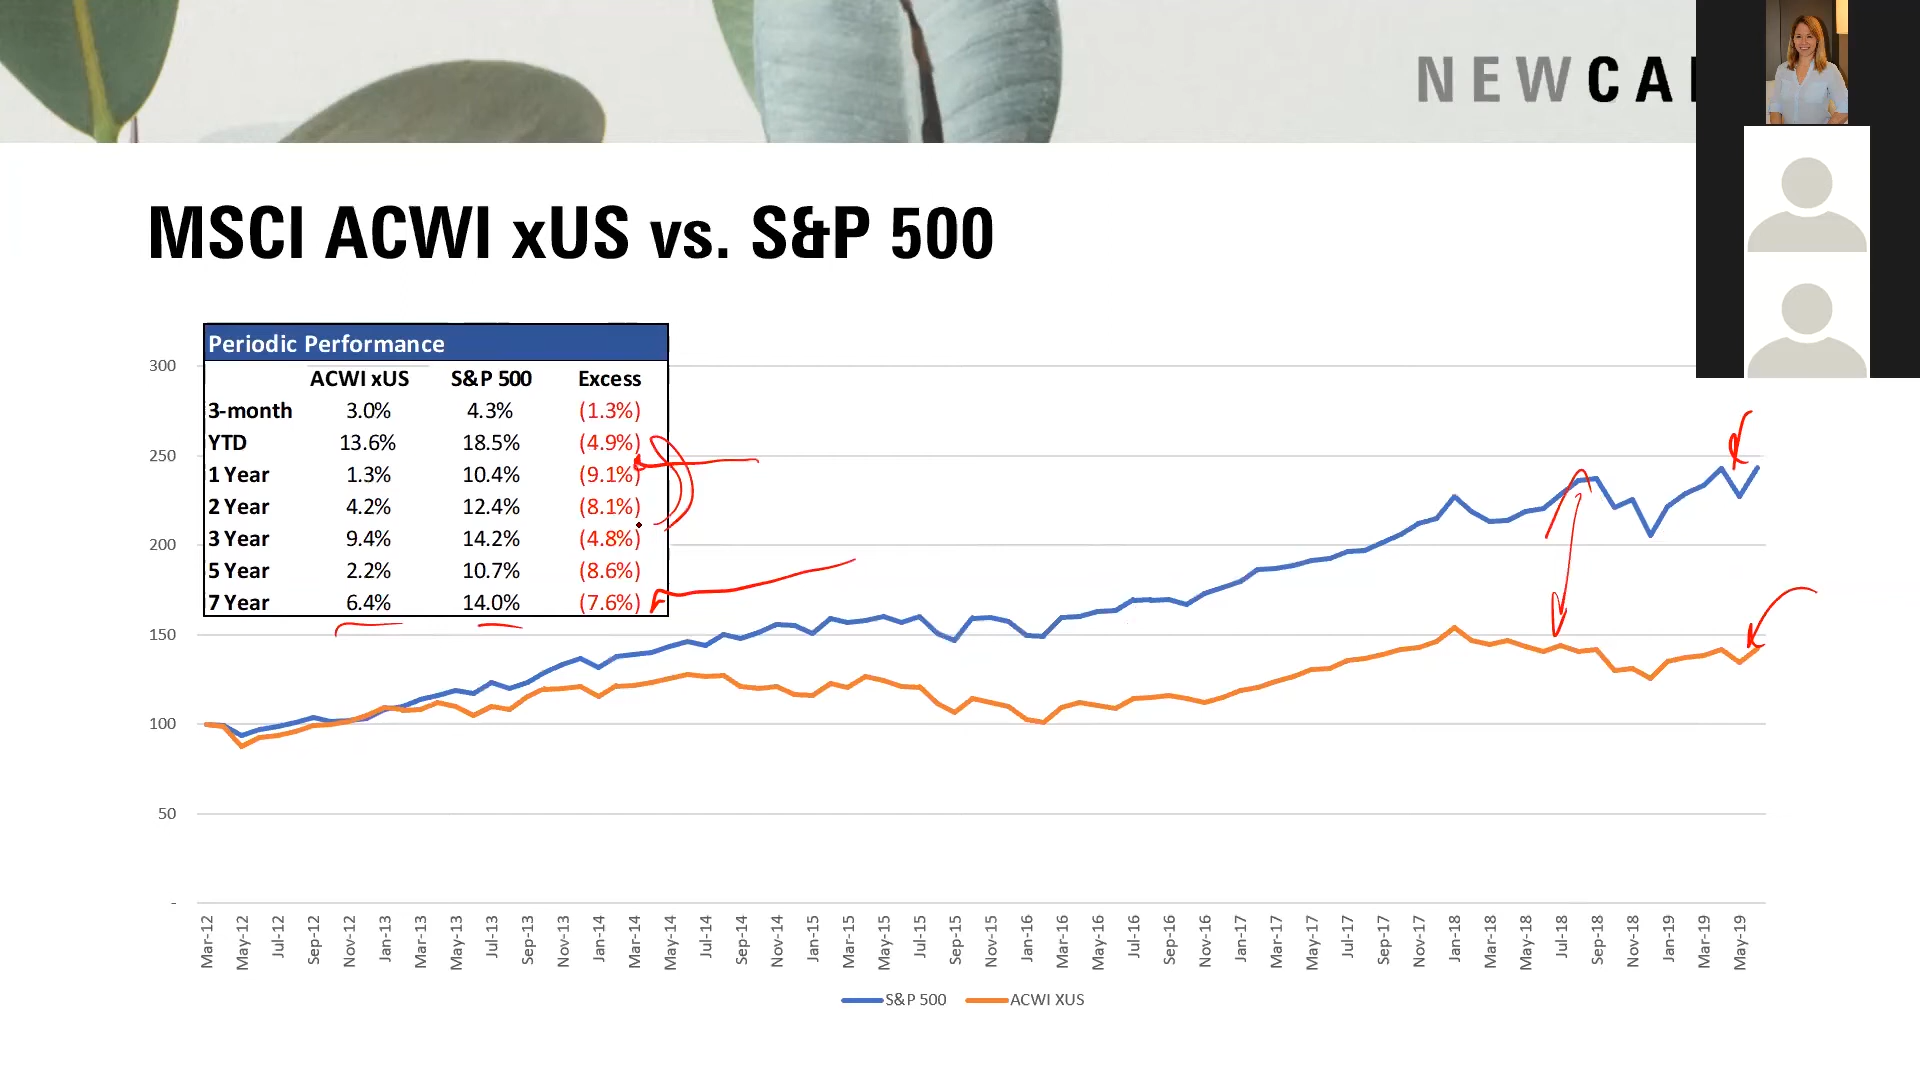 NEWCA
MSCI ACWI xUS vs. S&P 500
Periodic Performance
ACWI xUS S&P 500 Excess
3-month 3.0% 4.3% (1.3%)
YTD 13.6% 18.5% (4.9%)
1 Year 1.3% 10.4% (9.1%)
2 Year 4.2% 12.4% (8.1%)
3 Year 9.4% 14.2% (4.8%)
5 Year 2.2% 10.7% (8.6%)
7 Year 6.4% 14.0% (7.6%)
300
250
200
150
100
50
-
Mar-12 May-12 Jul-12 Sep-12 Nov-12 Jan-13 Mar-13 May-13 Jul-13 Sep-13 Nov-13 Jan-14 Mar-14 May-14 Jul-14 Sep-14 Nov-14 Jan-15 Mar-15 May-15 Jul-15 Sep-15 Nov-15 Jan-16 Mar-16 May-16 Jul-16 Sep-16 Nov-16 Jan-17 Mar-17 May-17 Jul-17 Sep-17 Nov-17 Jan-18 Mar-18 May-18 Jul-18 Sep-18 Nov-18 Jan-19 Mar-19 May-19
S&P 500 ACWI XUS